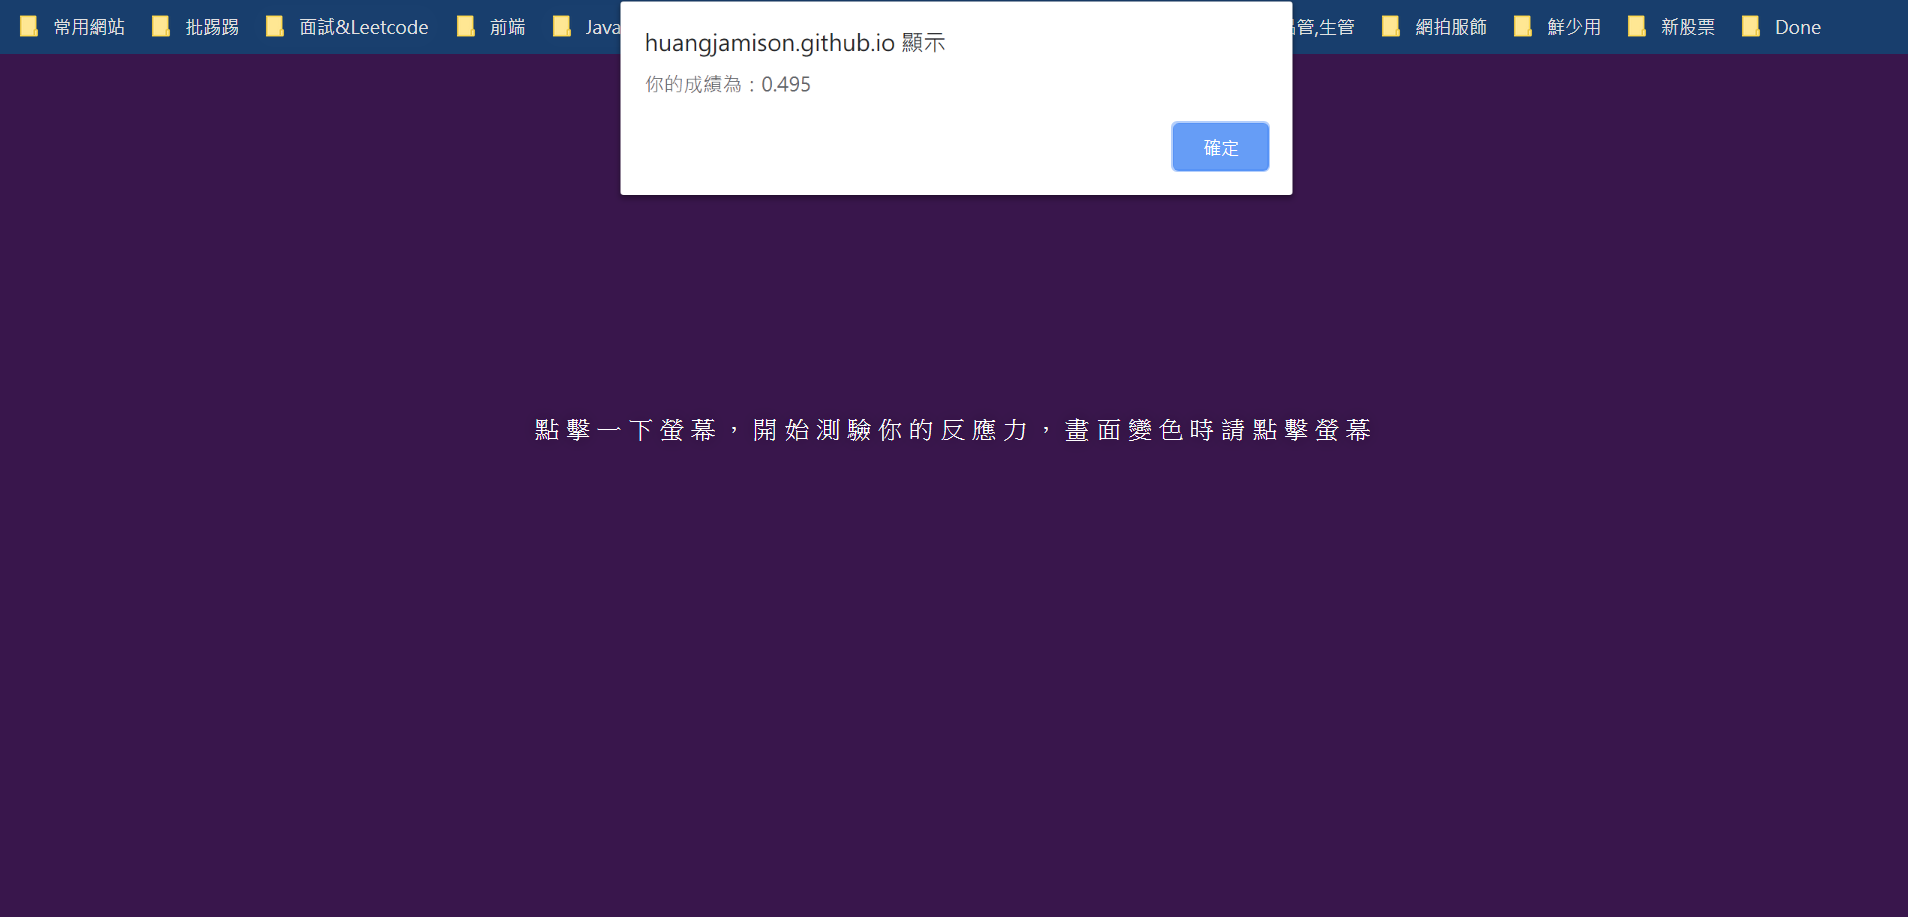 常用網站 批踢踢 面試&Leetcode 前端 Java 管,生管 網拍服飾 鮮少用 新股票 Done
huangjamison.github.io 顯示
你的成績為：0.495
確定
點擊一下螢幕，開始測驗你的反應力，畫面變色時請點擊螢幕